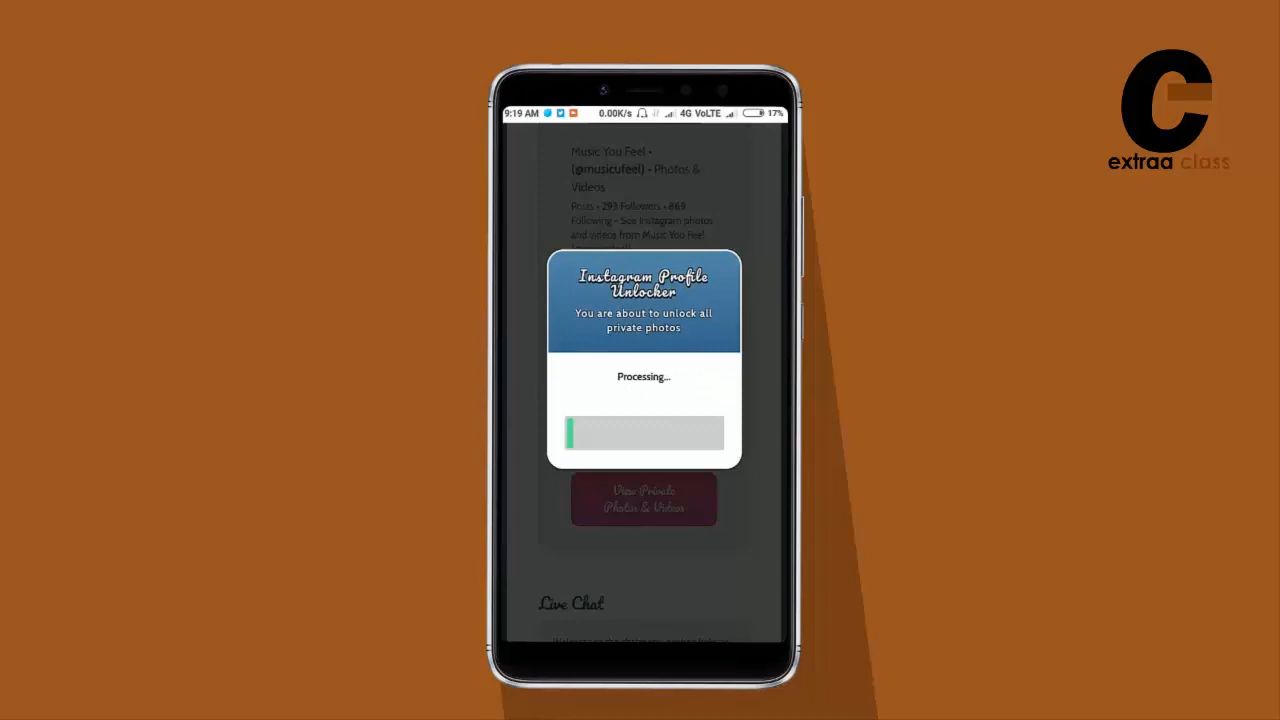 extraa class
9:19 AM 0.00K/s 4G VoLTE 17%
Music You Feel •
(@musicufeel) • Photos &
Videos
Posts • 293 Followers • 669
Following • See Instagram photos
and videos from Music You Feel
Instagram Profile
Unlocker
You are about to unlock all
private photos
Processing...
View Private
Photos & Videos
Live Chat